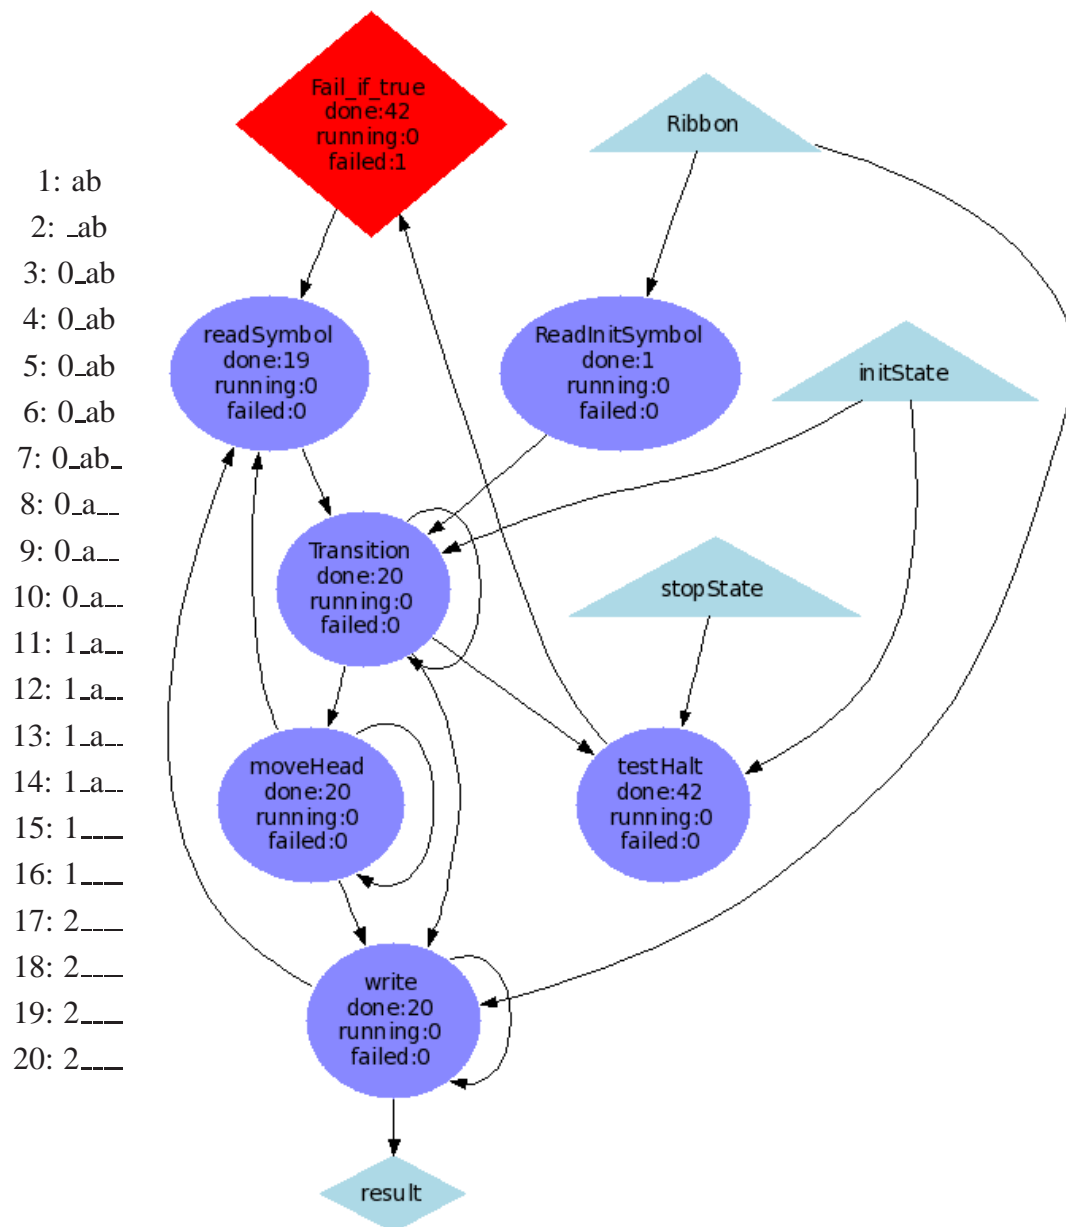 1: ab
2: _ab
3: 0_ab
4: 0_ab
5: 0_ab
6: 0_ab
7: 0_ab_
8: 0_a__
9: 0_a__
10: 0_a__
11: 1_a__
12: 1_a__
13: 1_a__
14: 1_a__
15: 1____
16: 1____
17: 2____
18: 2____
19: 2____
20: 2____
Fail_if_true
done:42
running:0
failed:1
Ribbon
readSymbol
done:19
running:0
failed:0
ReadInitSymbol
done:1
running:0
failed:0
initState
Transition
done:20
running:0
failed:0
stopState
moveHead
done:20
running:0
failed:0
testHalt
done:42
running:0
failed:0
write
done:20
running:0
failed:0
result